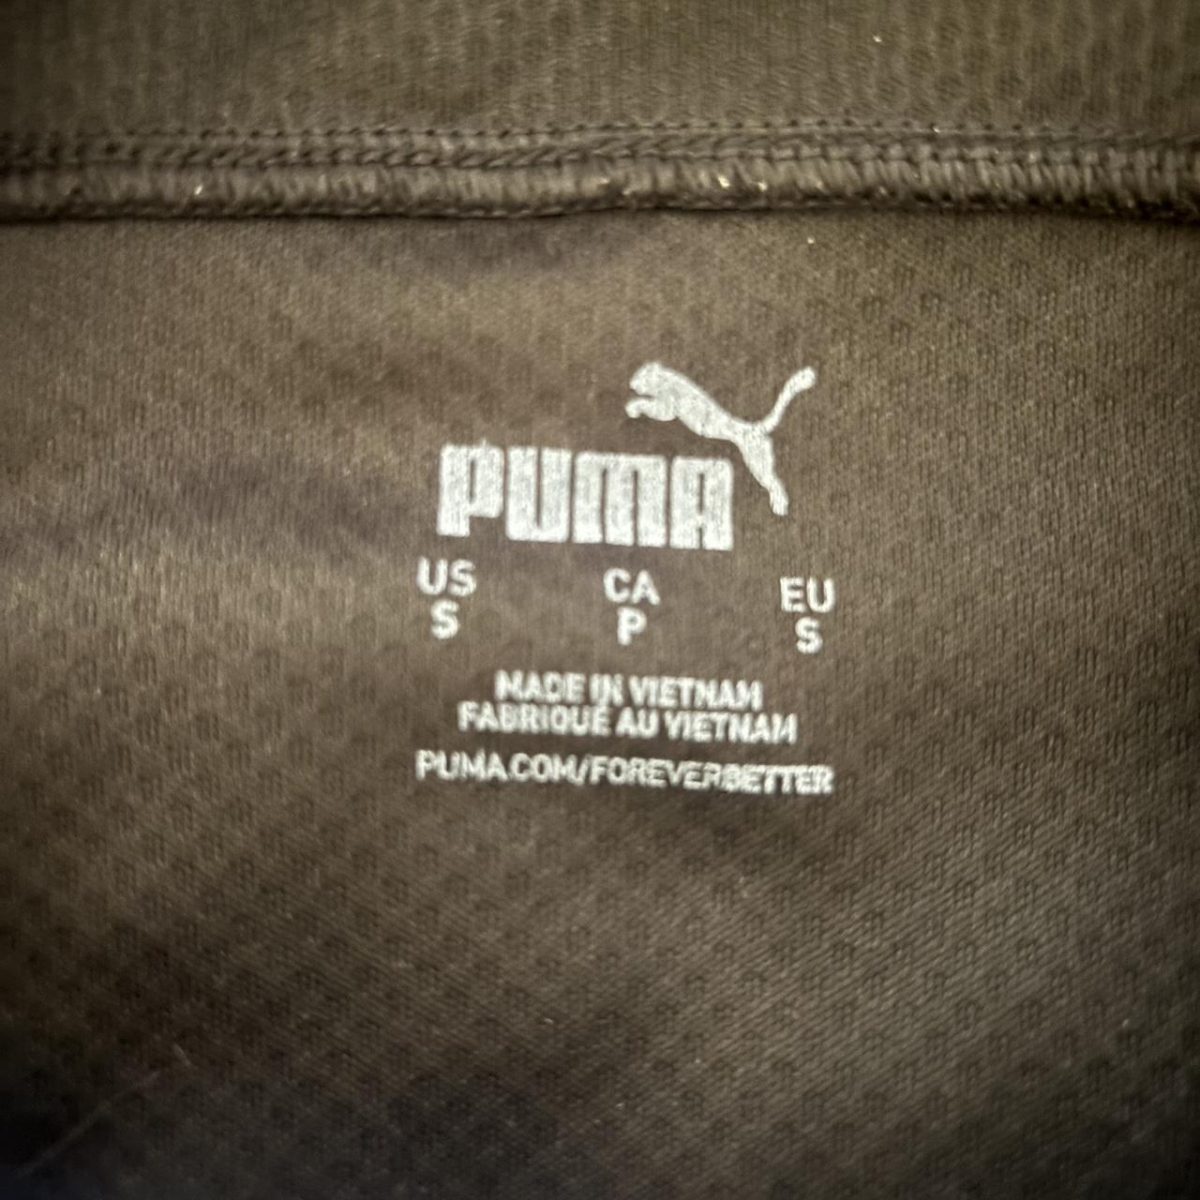 PUMA
US CA EU
S P S
MADE IN VIETNAM
FABRIQUÉ AU VIETNAM
PUMA.COM/FOREVERBETTER